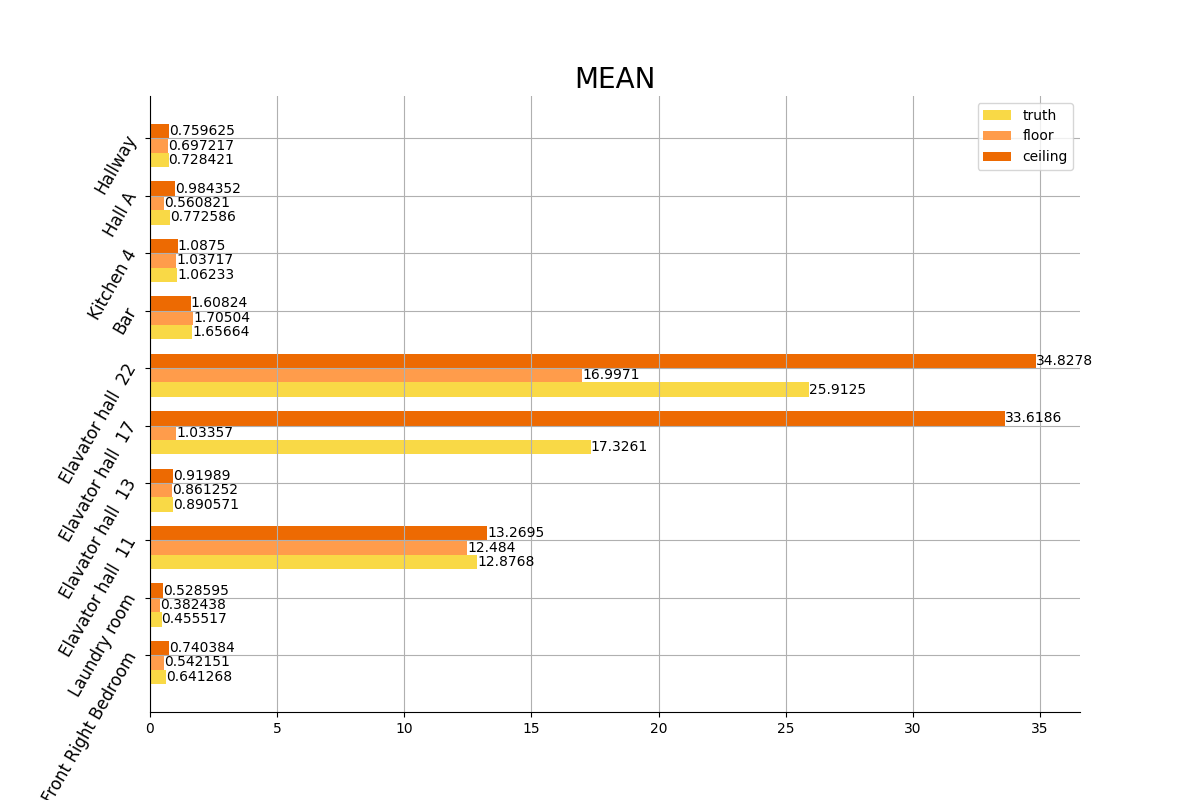 MEAN
truth
floor
ceiling
Hallway
0.759625
0.697217
0.728421
Hall A
0.984352
0.560821
0.772586
Kitchen 4
1.0875
1.03717
1.06233
Bar
1.60824
1.70504
1.65664
Elavator hall 22
34.8278
16.9971
25.9125
Elavator hall 17
33.6186
1.03357
17.3261
Elavator hall 13
0.91989
0.861252
0.890571
Elavator hall 11
13.2695
12.484
12.8768
Laundry room
0.528595
0.382438
0.455517
Front Right Bedroom
0.740384
0.542151
0.641268
0 5 10 15 20 25 30 35